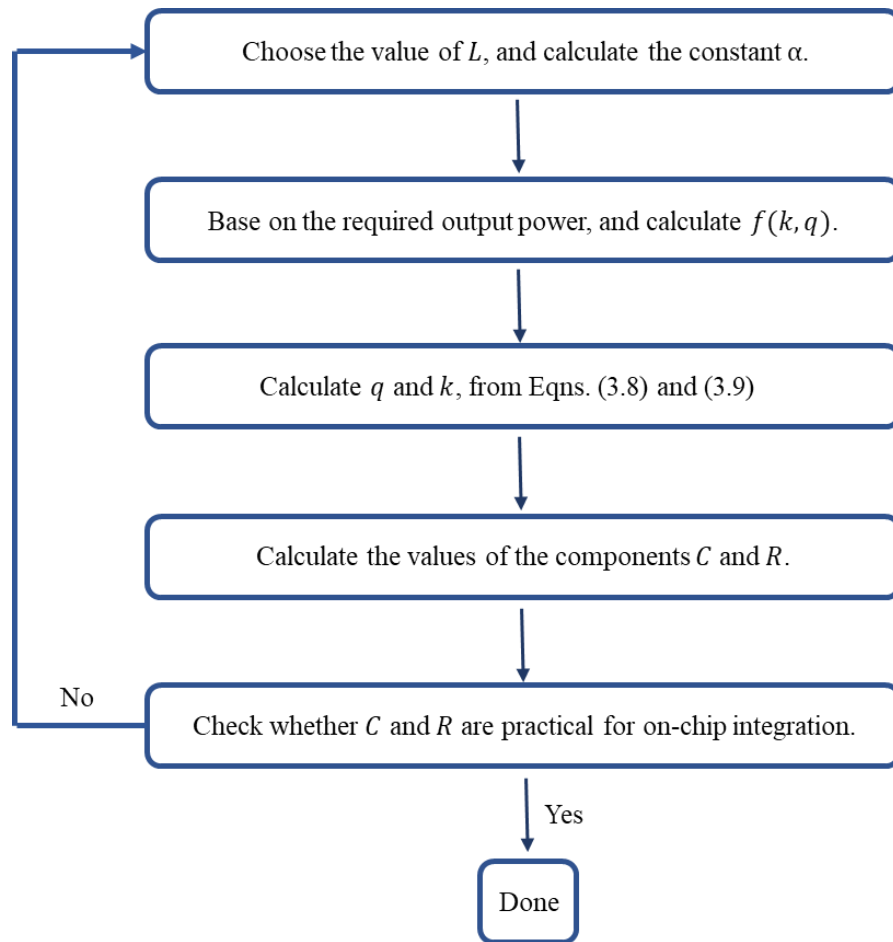 Choose the value of L, and calculate the constant α.
Base on the required output power, and calculate f(k, q).
Calculate q and k, from Eqns. (3.8) and (3.9)
Calculate the values of the components C and R.
No
Check whether C and R are practical for on-chip integration.
Yes
Done